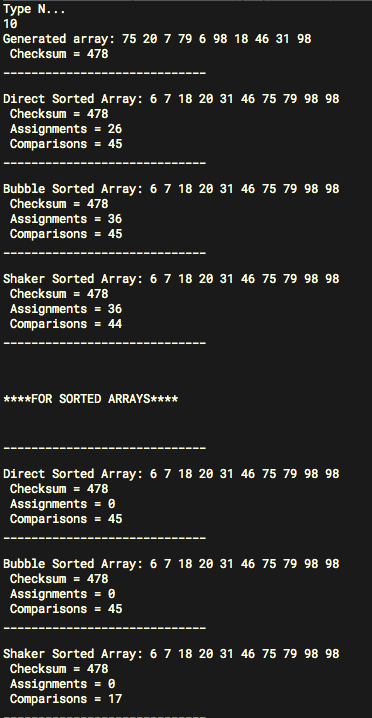 Type N...
10
Generated array: 75 20 7 79 6 98 18 46 31 98
Checksum = 478
-----------------------------
Direct Sorted Array: 6 7 18 20 31 46 75 79 98 98
Checksum = 478
Assignments = 26
Comparisons = 45
-----------------------------
Bubble Sorted Array: 6 7 18 20 31 46 75 79 98 98
Checksum = 478
Assignments = 36
Comparisons = 45
-----------------------------
Shaker Sorted Array: 6 7 18 20 31 46 75 79 98 98
Checksum = 478
Assignments = 36
Comparisons = 44
-----------------------------
****FOR SORTED ARRAYS****
-----------------------------
Direct Sorted Array: 6 7 18 20 31 46 75 79 98 98
Checksum = 478
Assignments = 0
Comparisons = 45
-----------------------------
Bubble Sorted Array: 6 7 18 20 31 46 75 79 98 98
Checksum = 478
Assignments = 0
Comparisons = 45
-----------------------------
Shaker Sorted Array: 6 7 18 20 31 46 75 79 98 98
Checksum = 478
Assignments = 0
Comparisons = 17
-----------------------------